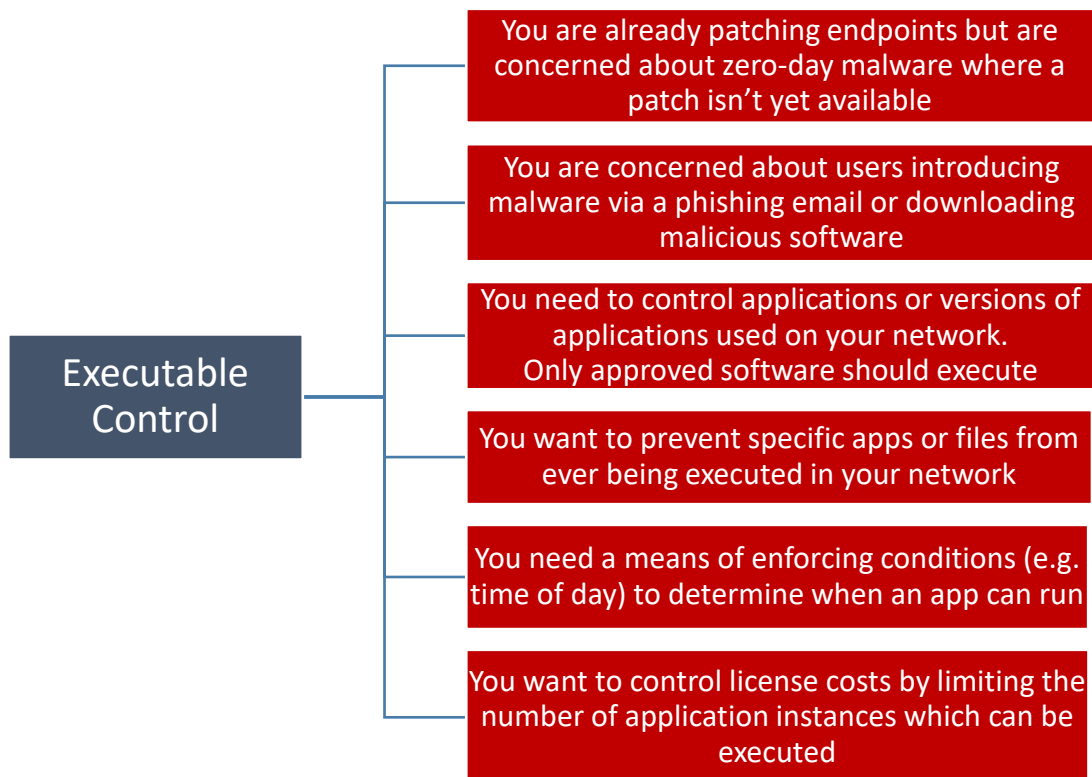 Executable
Control
You are already patching endpoints but are
concerned about zero-day malware where a
patch isn’t yet available
You are concerned about users introducing
malware via a phishing email or downloading
malicious software
You need to control applications or versions of
applications used on your network.
Only approved software should execute
You want to prevent specific apps or files from
ever being executed in your network
You need a means of enforcing conditions (e.g.
time of day) to determine when an app can run
You want to control license costs by limiting the
number of application instances which can be
executed